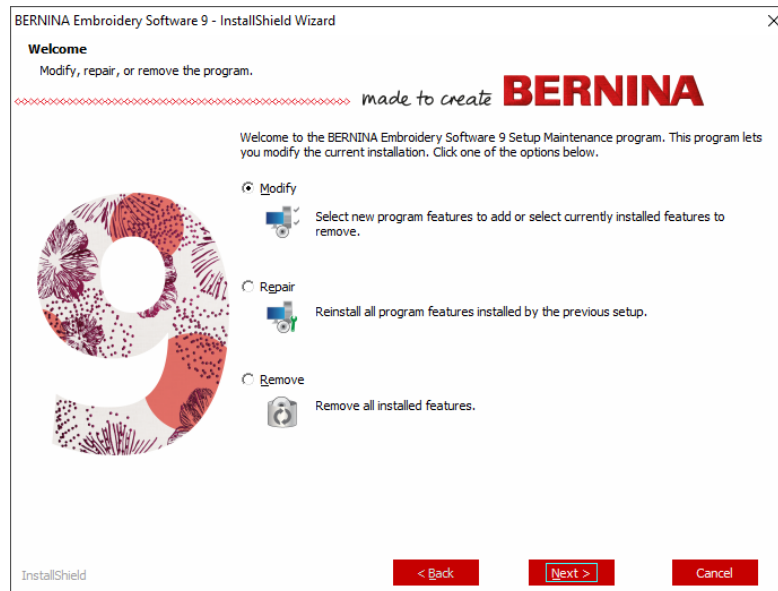 BERNINA Embroidery Software 9 - InstallShield Wizard
Welcome
Modify, repair, or remove the program.
made to create BERNINA
Welcome to the BERNINA Embroidery Software 9 Setup Maintenance program. This program lets
you modify the current installation. Click one of the options below.
Modify
Select new program features to add or select currently installed features to
remove.
Repair
Reinstall all program features installed by the previous setup.
Remove
Remove all installed features.
9
InstallShield
< Back
Next >
Cancel